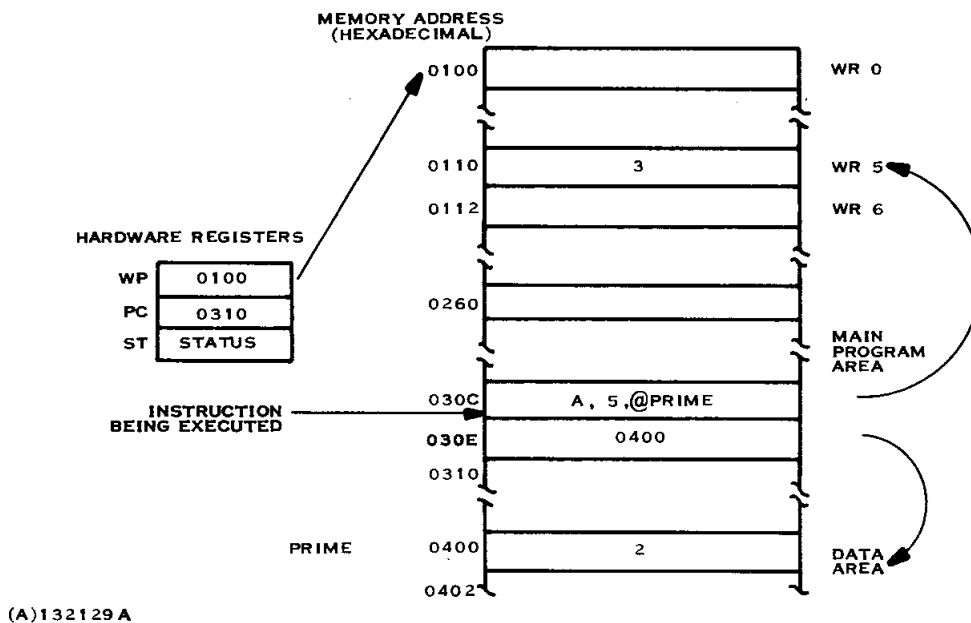 MEMORY ADDRESS
(HEXADECIMAL)
0100
WR 0
0110
3
WR 5
0112
WR 6
HARDWARE REGISTERS
WP
0100
PC
0310
ST
STATUS
0260
MAIN
PROGRAM
AREA
030C
A, 5,@PRIME
INSTRUCTION
BEING EXECUTED
030E
0400
0310
PRIME
0400
2
DATA
AREA
0402
(A)132129A